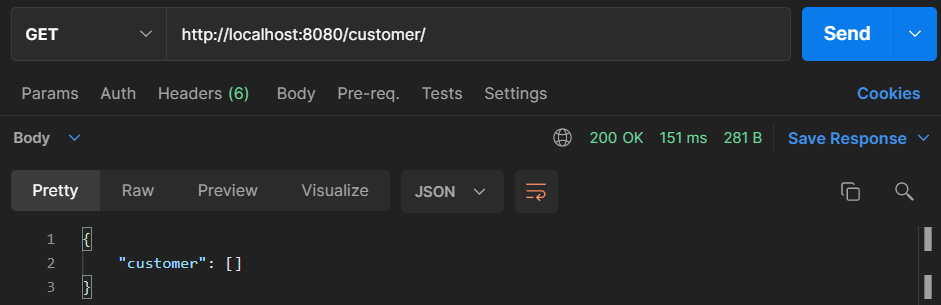 GET http://localhost:8080/customer/ Send
Params Auth Headers (6) Body Pre-req. Tests Settings Cookies
Body 200 OK 151 ms 281 B Save Response
Pretty Raw Preview Visualize JSON
1 {
2 "customer": []
3 }